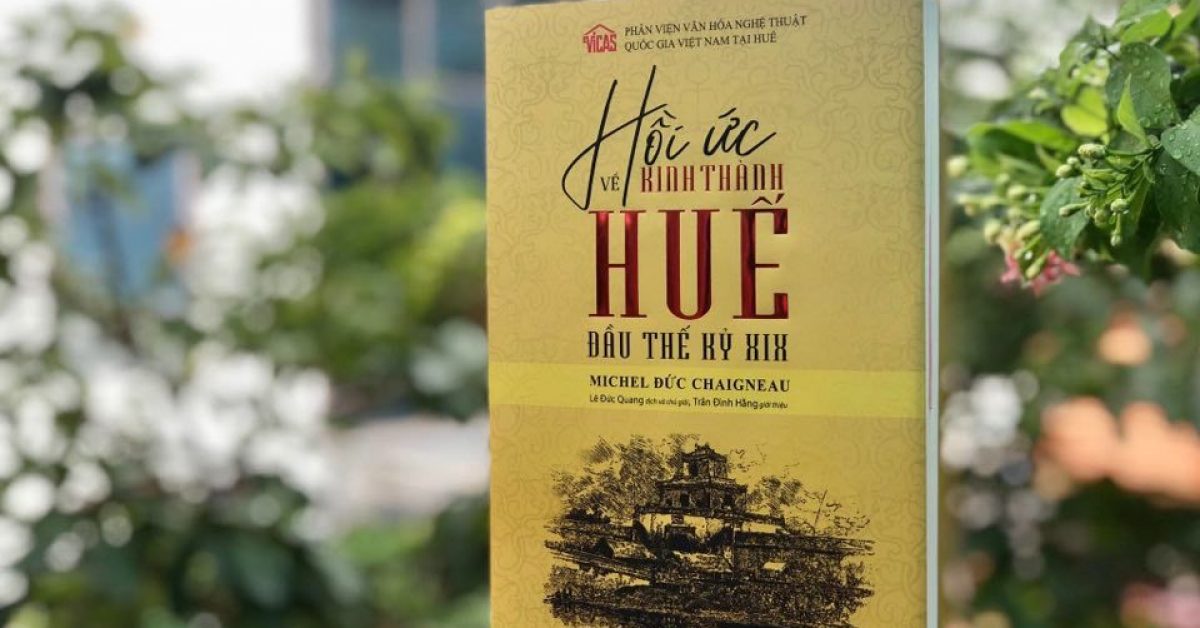 VICAS
PHÂN VIỆN VĂN HÓA NGHỆ THUẬT
QUỐC GIA VIỆT NAM TẠI HUẾ
Hồi ức
VỀ KINH THÀNH
HUẾ
ĐẦU THẾ KỶ XIX
MICHEL ĐỨC CHAIGNEAU
Lê Đức Quang dịch và chú giải, Trần Đình Hằng giới thiệu